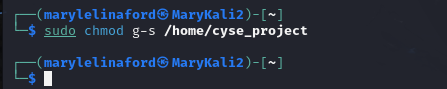 ┌──(marylelinaford㉿MaryKali2)-[~]
└─$ sudo chmod g-s /home/cyse_project
┌──(marylelinaford㉿MaryKali2)-[~]
└─$